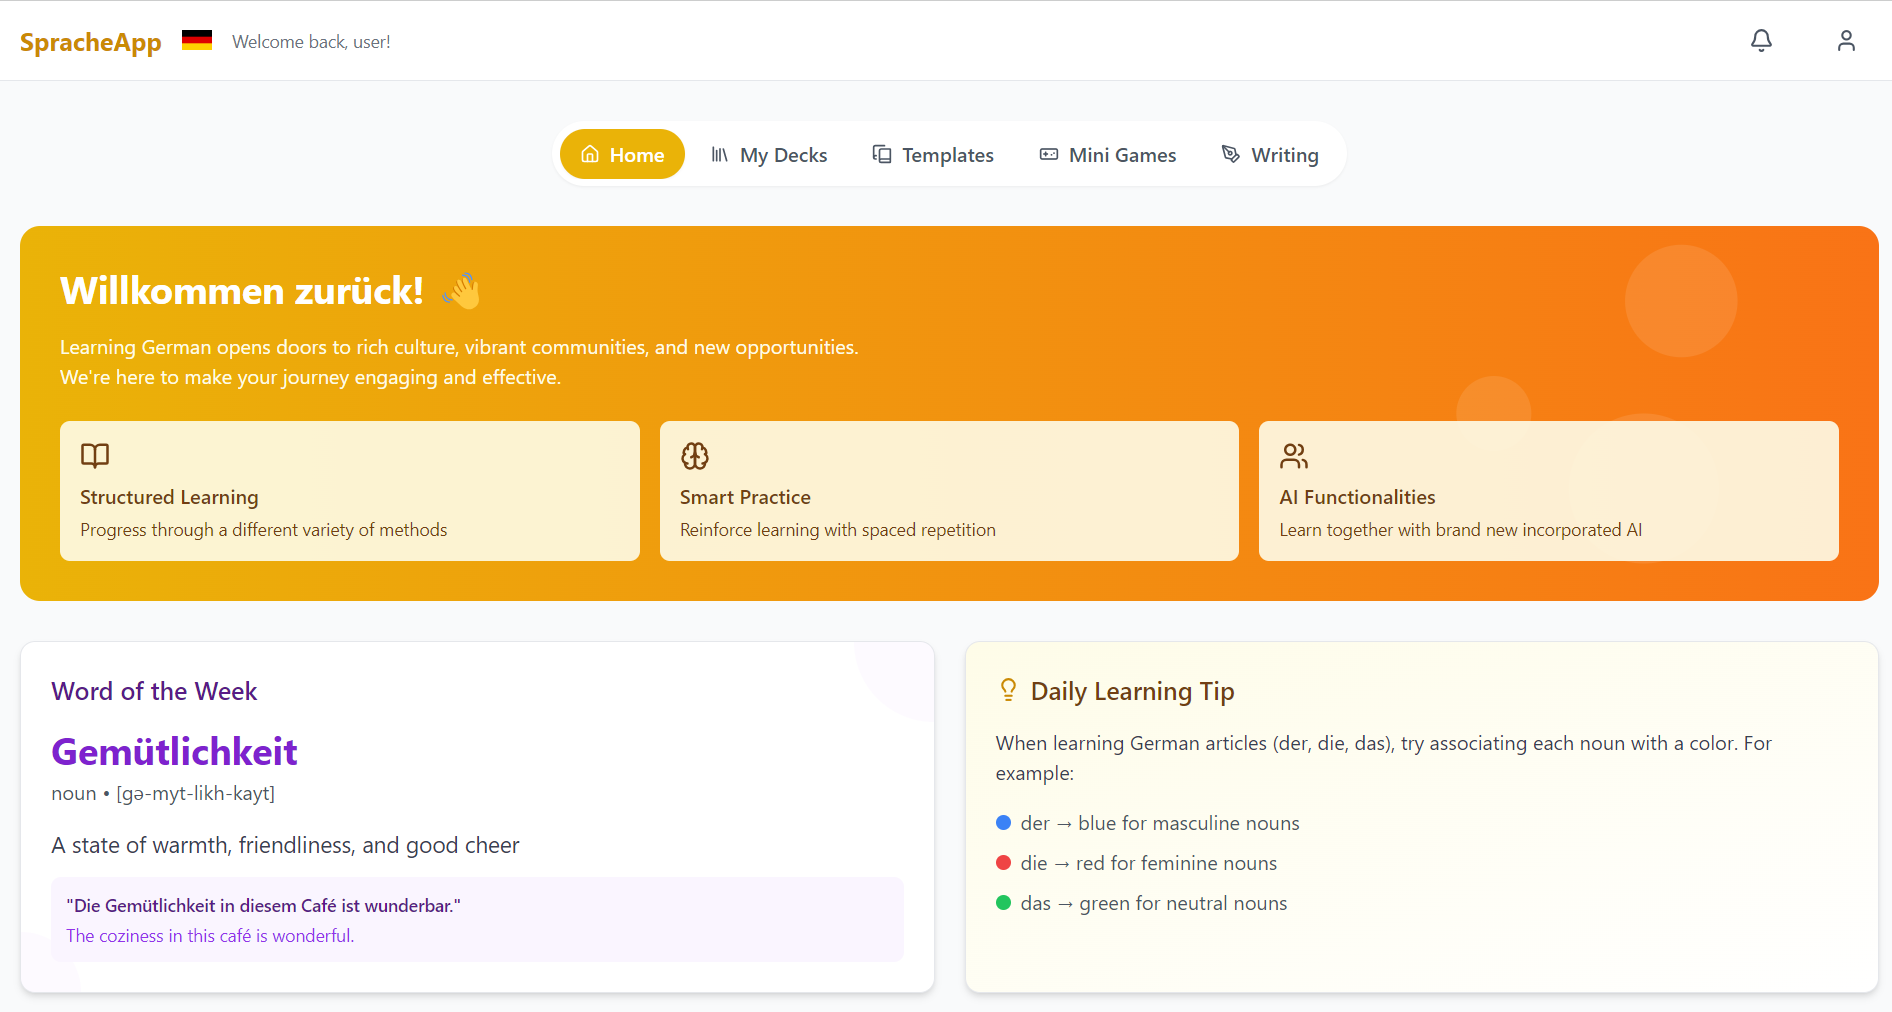 SpracheApp Welcome back, user!
Home My Decks Templates Mini Games Writing
Willkommen zurück! 👋
Learning German opens doors to rich culture, vibrant communities, and new opportunities.
We're here to make your journey engaging and effective.
Structured Learning
Progress through a different variety of methods
Smart Practice
Reinforce learning with spaced repetition
AI Functionalities
Learn together with brand new incorporated AI
Word of the Week
Gemütlichkeit
noun • [gə-myt-likh-kayt]
A state of warmth, friendliness, and good cheer
"Die Gemütlichkeit in diesem Café ist wunderbar."
The coziness in this café is wonderful.
Daily Learning Tip
When learning German articles (der, die, das), try associating each noun with a color. For
example:
der → blue for masculine nouns
die → red for feminine nouns
das → green for neutral nouns